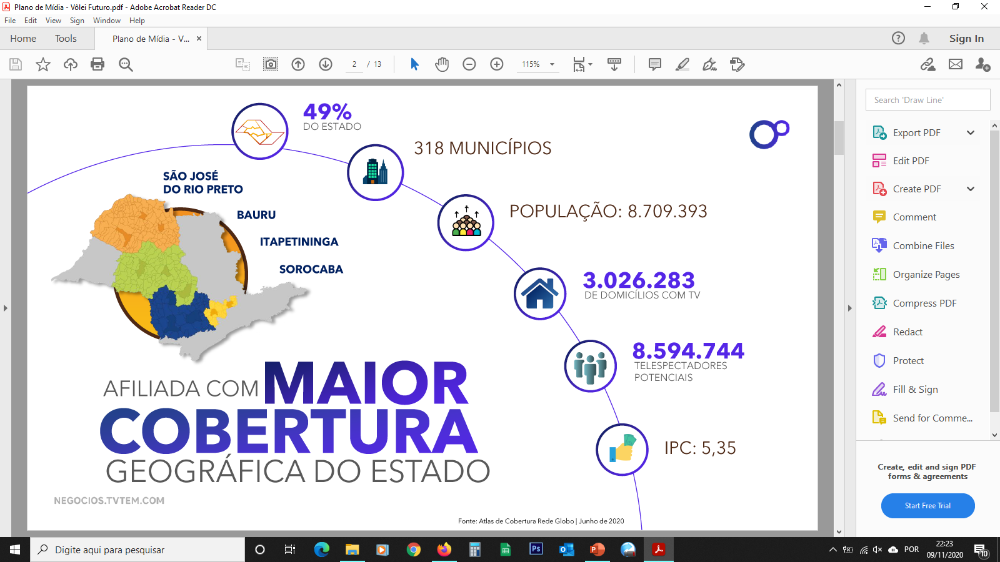 Plano de Mídia - Vôlei Futuro.pdf - Adobe Acrobat Reader DC
File Edit View Sign Window Help
Home Tools Plano de Mídia - V... × Sign In
2 / 13 115%
49%
DO ESTADO
318 MUNICÍPIOS
POPULAÇÃO: 8.709.393
3.026.283
DE DOMICÍLIOS COM TV
8.594.744
TELESPECTADORES
POTENCIAIS
IPC: 5,35
SÃO JOSÉ
DO RIO PRETO
BAURU
ITAPETININGA
SOROCABA
AFILIADA COM MAIOR
COBERTURA
GEOGRÁFICA DO ESTADO
NEGOCIOS.TVTEM.COM
Fonte: Atlas de Cobertura Rede Globo | Junho de 2020
Search 'Draw Line'
Export PDF
Edit PDF
Create PDF
Comment
Combine Files
Organize Pages
Compress PDF
Redact
Protect
Fill & Sign
Send for Comme...
Create, edit and sign PDF
forms & agreements
Start Free Trial
Digite aqui para pesquisar
Ps
POR
22:23
09/11/2020
10